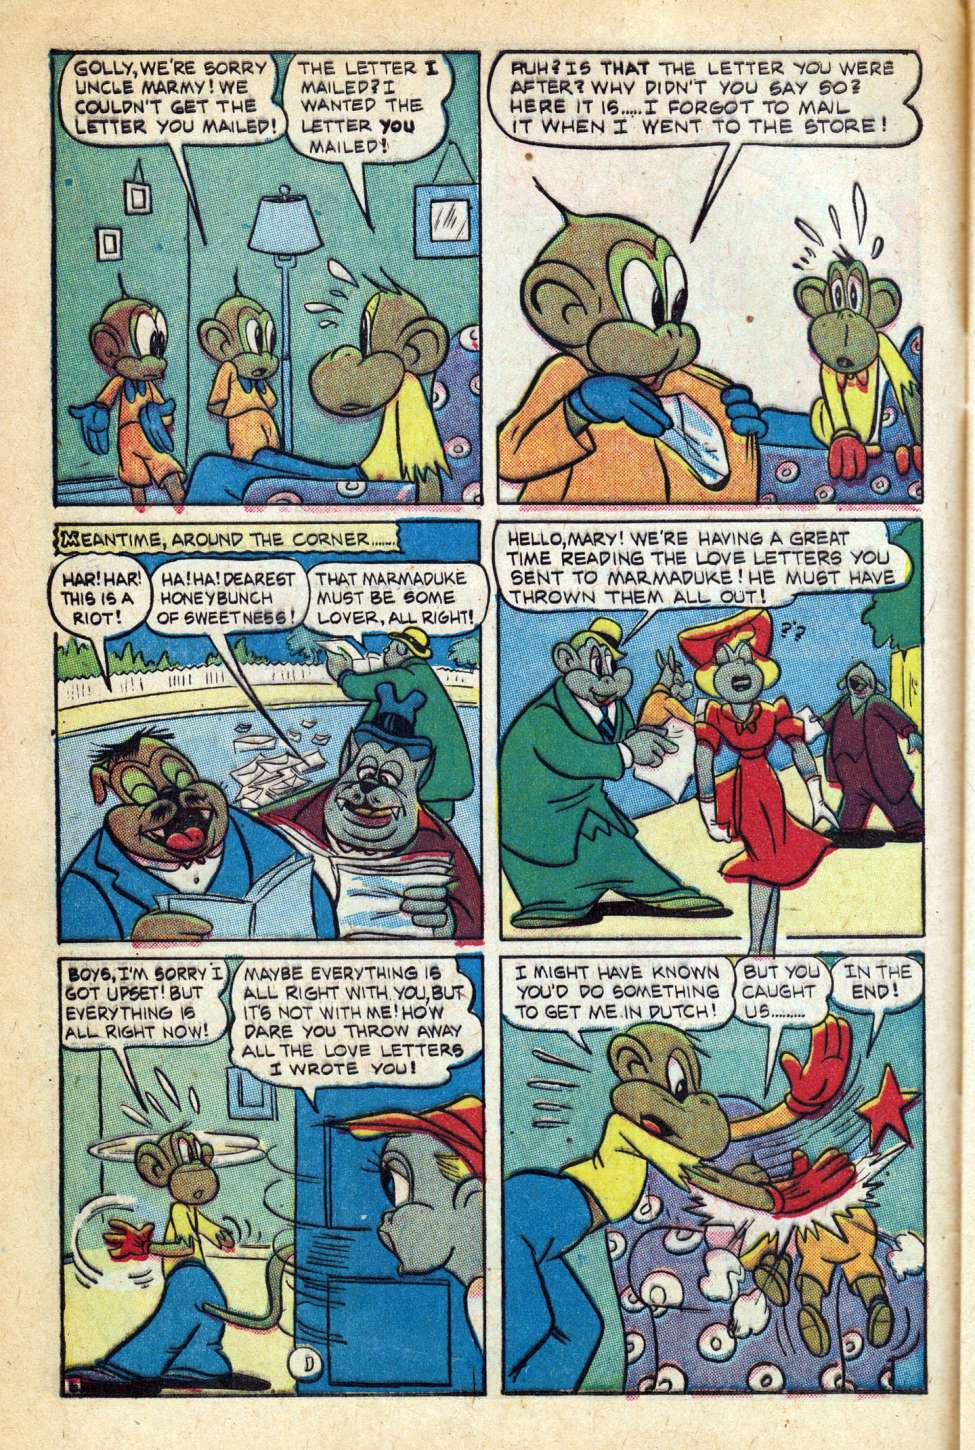 GOLLY, WE'RE SORRY
UNCLE MARMY! WE
COULDN'T GET THE
LETTER YOU MAILED!
THE LETTER I
MAILED? I
WANTED THE
LETTER YOU
MAILED!
HUH? IS THAT THE LETTER YOU WERE
AFTER? WHY DIDN'T YOU SAY SO?
HERE IT IS..... I FORGOT TO MAIL
IT WHEN I WENT TO THE STORE!
MEANTIME, AROUND THE CORNER......
HAR! HAR!
THIS IS A
RIOT!
HA! HA! DEAREST
HONEYBUNCH
OF SWEETNESS!
THAT MARMADUKE
MUST BE SOME
LOVER, ALL RIGHT!
HELLO, MARY! WE'RE HAVING A GREAT
TIME READING THE LOVE LETTERS YOU
SENT TO MARMADUKE! HE MUST HAVE
THROWN THEM ALL OUT!
?'?
BOYS, I'M SORRY I
GOT UPSET! BUT
EVERYTHING IS
ALL RIGHT NOW!
MAYBE EVERYTHING IS
ALL RIGHT WITH YOU, BUT
IT'S NOT WITH ME! HOW
DARE YOU THROW AWAY
ALL THE LOVE LETTERS
I WROTE YOU!
I MIGHT HAVE KNOWN
YOU'D DO SOMETHING
TO GET ME IN DUTCH!
BUT YOU
CAUGHT
US.........
IN THE
END!